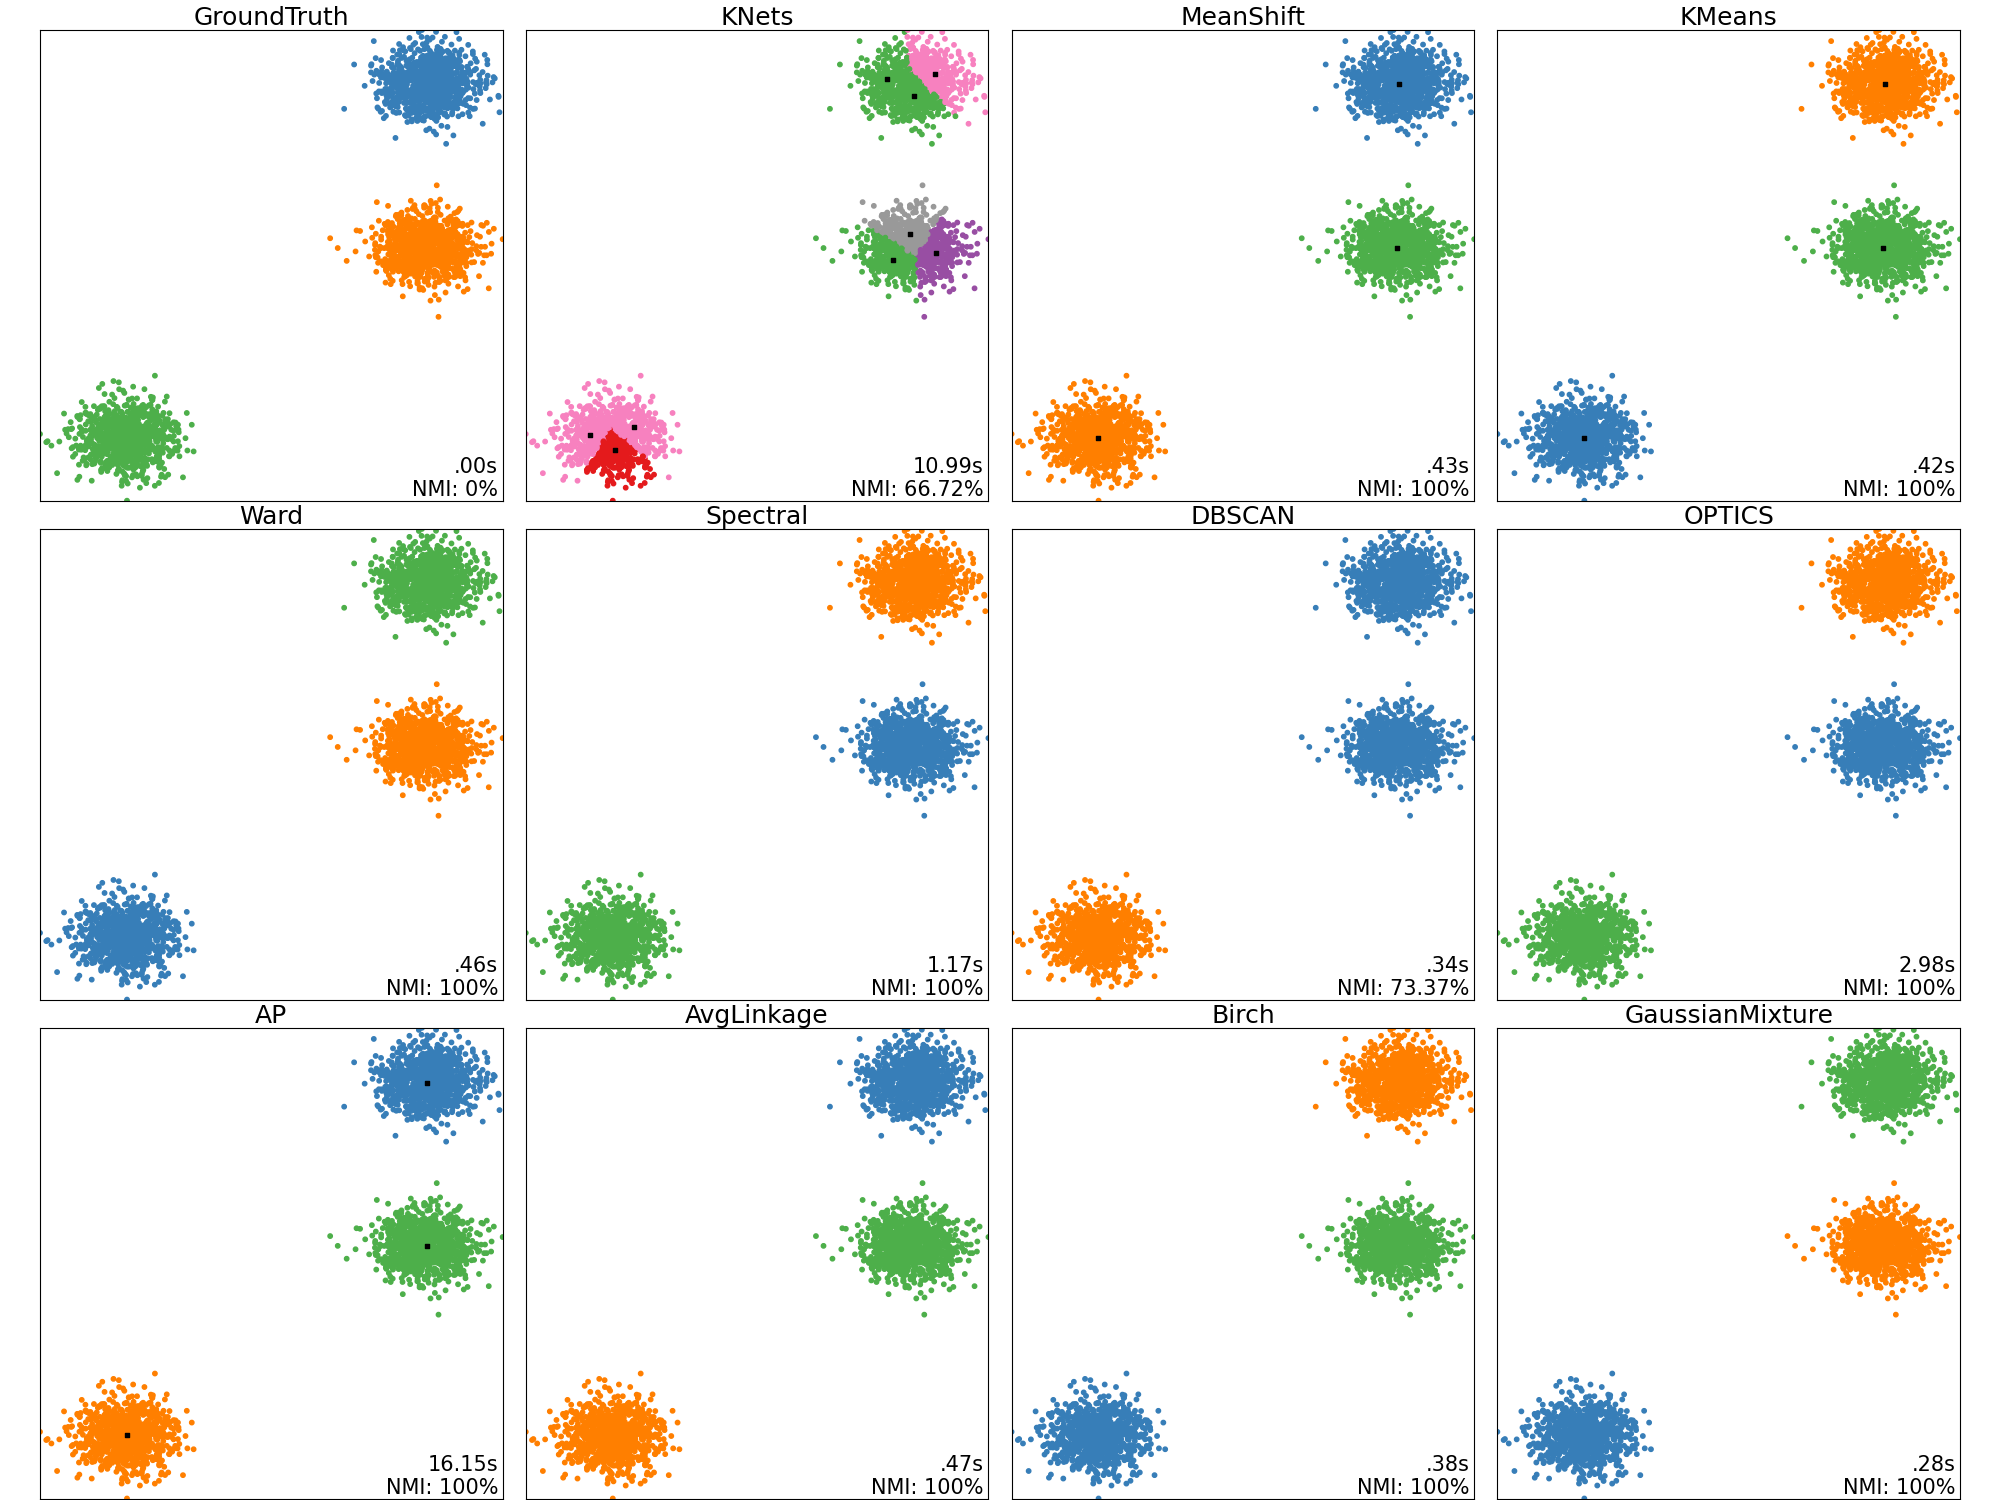 GroundTruth
.00s
NMI: 0%
KNets
10.99s
NMI: 66.72%
MeanShift
.43s
NMI: 100%
KMeans
.42s
NMI: 100%
Ward
.46s
NMI: 100%
Spectral
1.17s
NMI: 100%
DBSCAN
.34s
NMI: 73.37%
OPTICS
2.98s
NMI: 100%
AP
16.15s
NMI: 100%
AvgLinkage
.47s
NMI: 100%
Birch
.38s
NMI: 100%
GaussianMixture
.28s
NMI: 100%